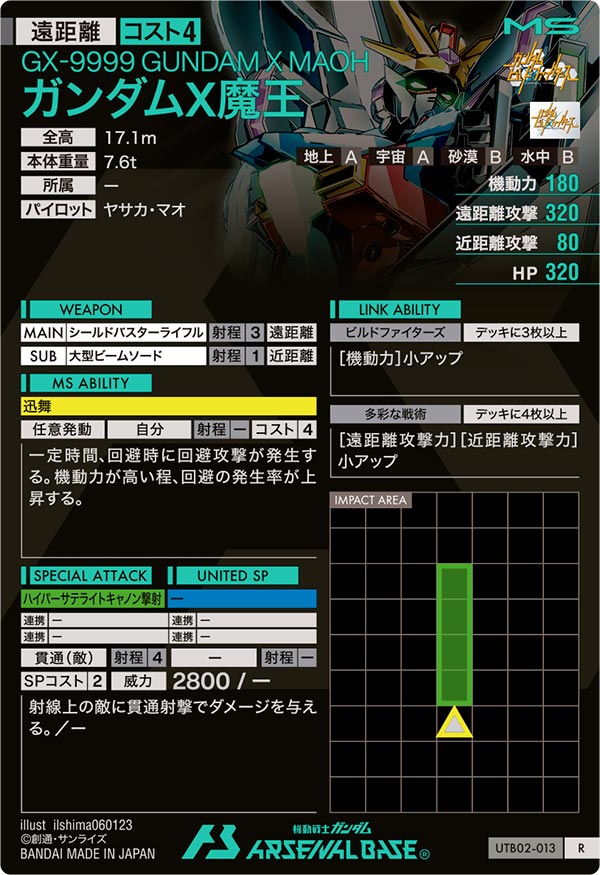 遠距離 コスト4 MS
GX-9999 GUNDAM X MAOH
ガンダムX魔王
全高 17.1m
本体重量 7.6t
所属 ー
パイロット ヤサカ・マオ
地上 A 宇宙 A 砂漠 B 水中 B
機動力 180
遠距離攻撃 320
近距離攻撃 80
HP 320
WEAPON
MAIN シールドバスターライフル 射程 3 遠距離
SUB 大型ビームソード 射程 1 近距離
MS ABILITY
迅舞
任意発動 自分 射程 ー コスト 4
一定時間、回避時に回避攻撃が発生す
る。機動力が高い程、回避の発生率が上
昇する。
SPECIAL ATTACK UNITED SP
ハイパーサテライトキャノン撃射 ー
連携 ー 連携 ー
連携 ー 連携 ー
貫通(敵) 射程 4 ー 射程 ー
SPコスト 2 威力 2800 / ー
射線上の敵に貫通射撃でダメージを与え
る。／ー
LINK ABILITY
ビルドファイターズ デッキに3枚以上
[機動力]小アップ
多彩な戦術 デッキに4枚以上
[遠距離攻撃力][近距離攻撃力]
小アップ
IMPACT AREA
illust ilshima060123
©創通・サンライズ
BANDAI MADE IN JAPAN
機動戦士ガンダム
AB ARSENAL BASE®
UTB02-013 R